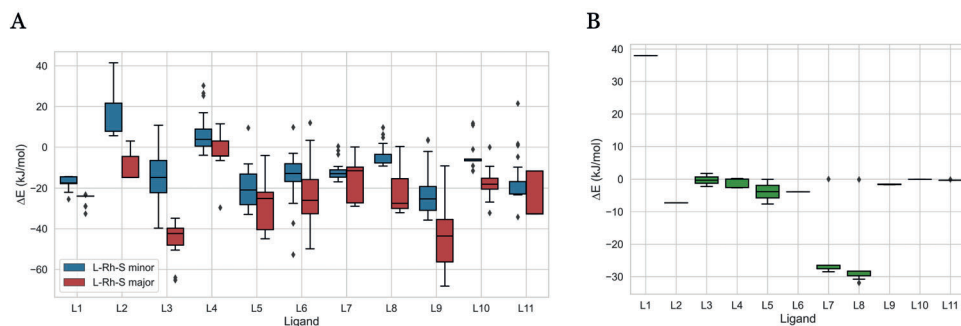 A
ΔE (kJ/mol)
40
20
0
−20
−40
−60
L-Rh-S minor
L-Rh-S major
L1 L2 L3 L4 L5 L6 L7 L8 L9 L10 L11
Ligand
B
ΔE (kJ/mol)
40
30
20
10
0
−10
−20
−30
L1 L2 L3 L4 L5 L6 L7 L8 L9 L10 L11
Ligand